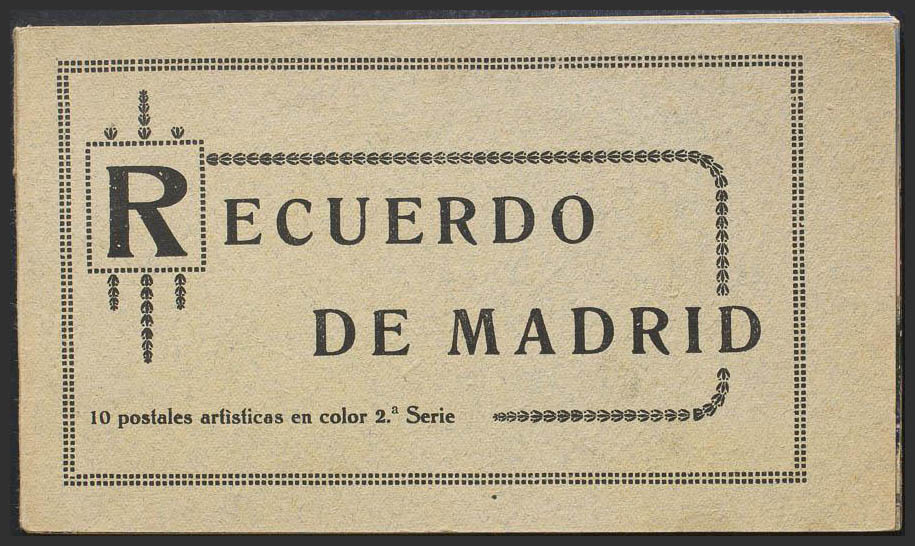 RECUERDO
DE MADRID
10 postales artisticas en color 2.ª Serie